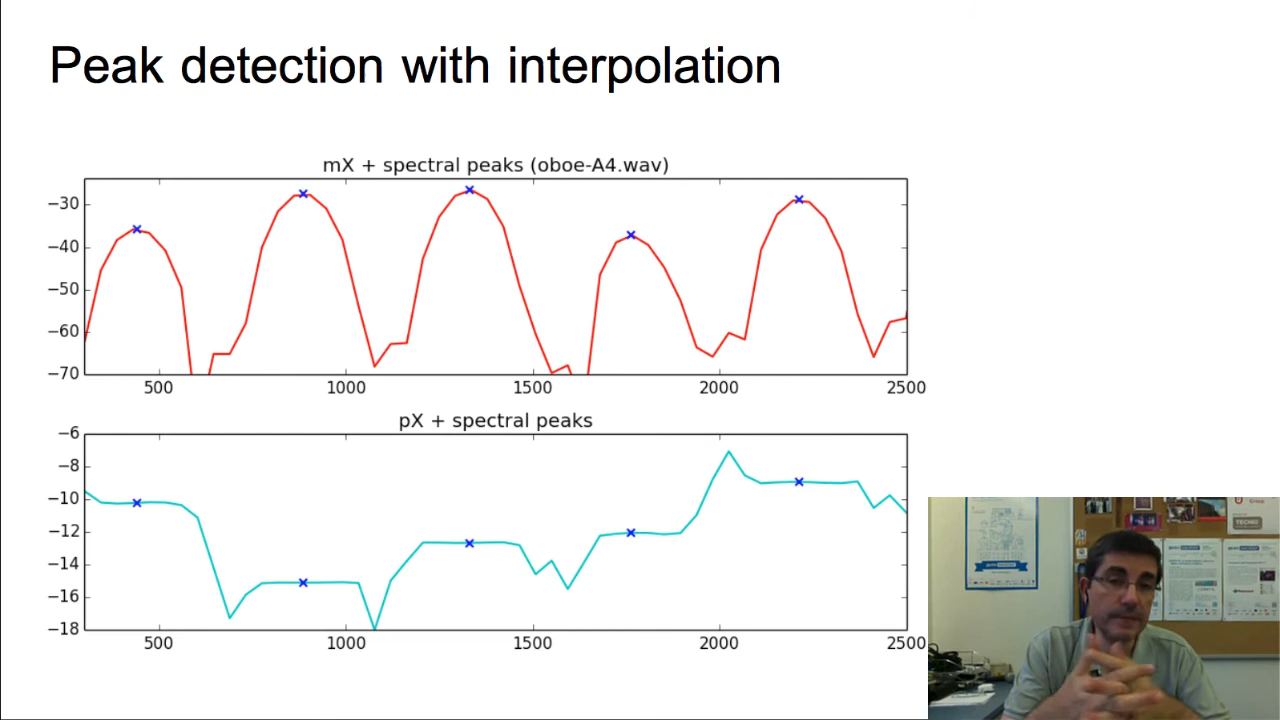 Peak detection with interpolation
mX + spectral peaks (oboe-A4.wav)
−30
−40
−50
−60
−70
500 1000 1500 2000 2500
pX + spectral peaks
−6
−8
−10
−12
−14
−16
−18
500 1000 1500 2000 2500
TECNIO